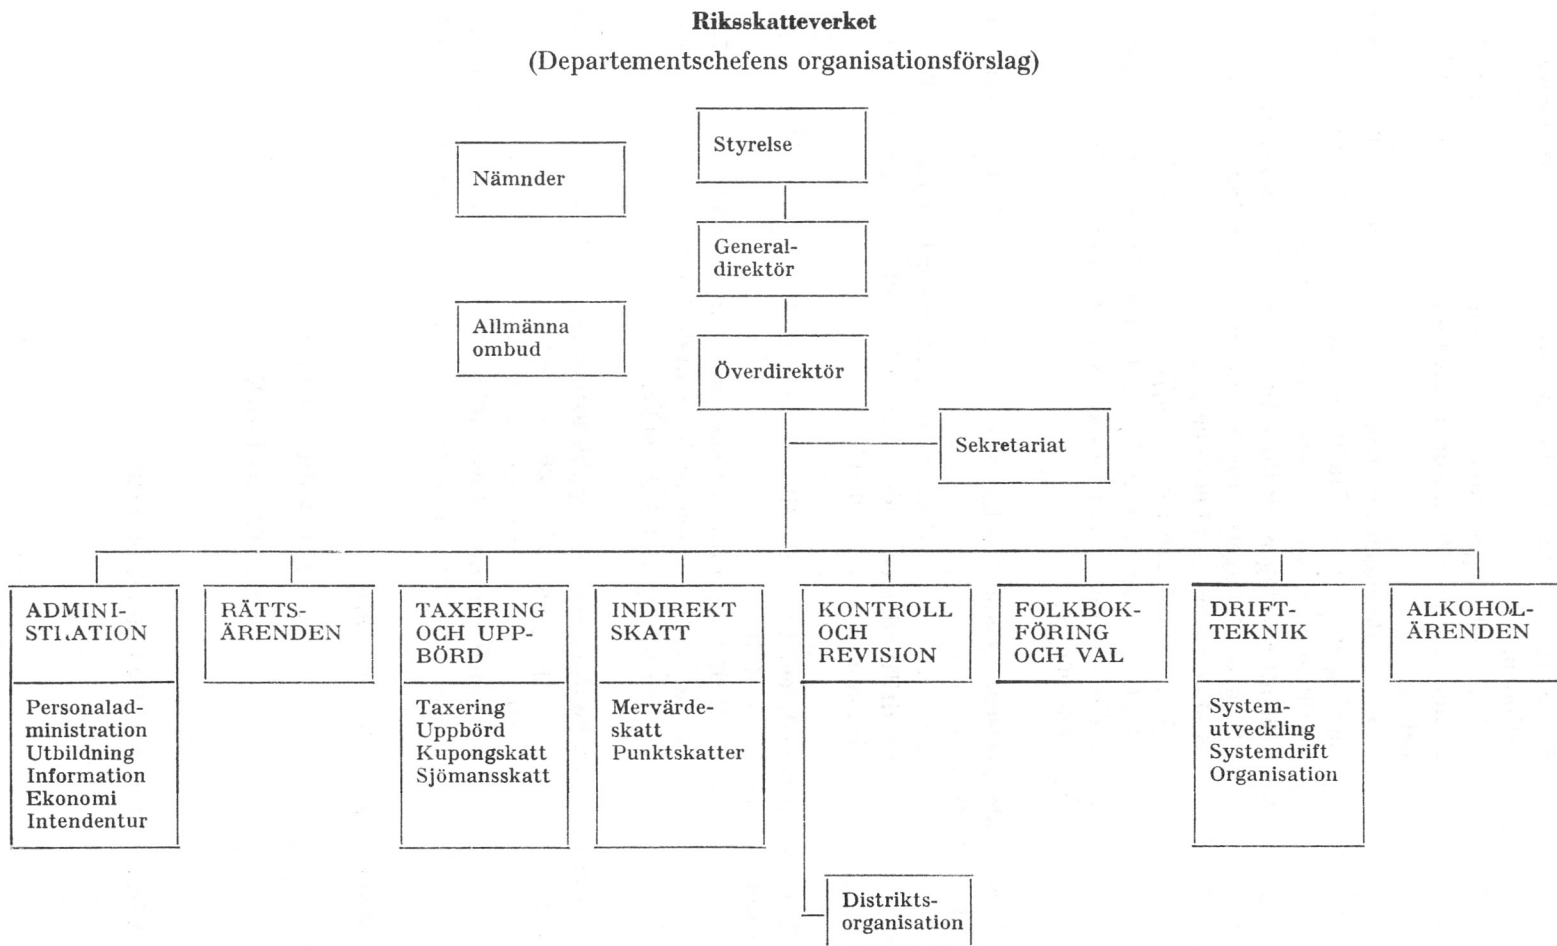 Riksskatteverket
(Departementschefens organisationsförslag)
Styrelse
Nämnder
General-
direktör
Allmänna
ombud
Överdirektör
Sekretariat
ADMINI-
STRATION
Personalad-
ministration
Utbildning
Information
Ekonomi
Intendentur
RÄTTS-
ÄRENDEN
TAXERING
OCH UPP-
BÖRD
Taxering
Uppbörd
Kupongskatt
Sjömansskatt
INDIREKT
SKATT
Mervärde-
skatt
Punktskatter
KONTROLL
OCH
REVISION
Distrikts-
organisation
FOLKBOK-
FÖRING
OCH VAL
DRIFT-
TEKNIK
System-
utveckling
Systemdrift
Organisation
ALKOHOL-
ÄRENDEN